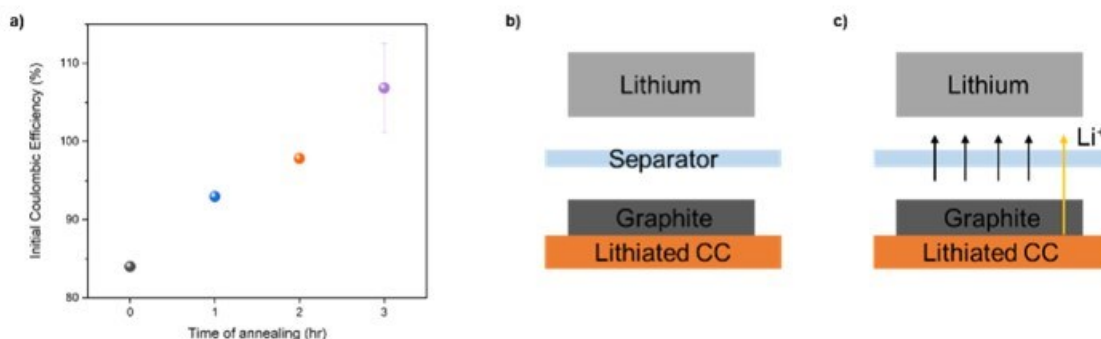 a)
Initial Coulombic Efficiency (%)
110
100
90
80
0 1 2 3
Time of annealing (hr)
b)
Lithium
Separator
Graphite
Lithiated CC
c)
Lithium
Li⁺
Graphite
Lithiated CC